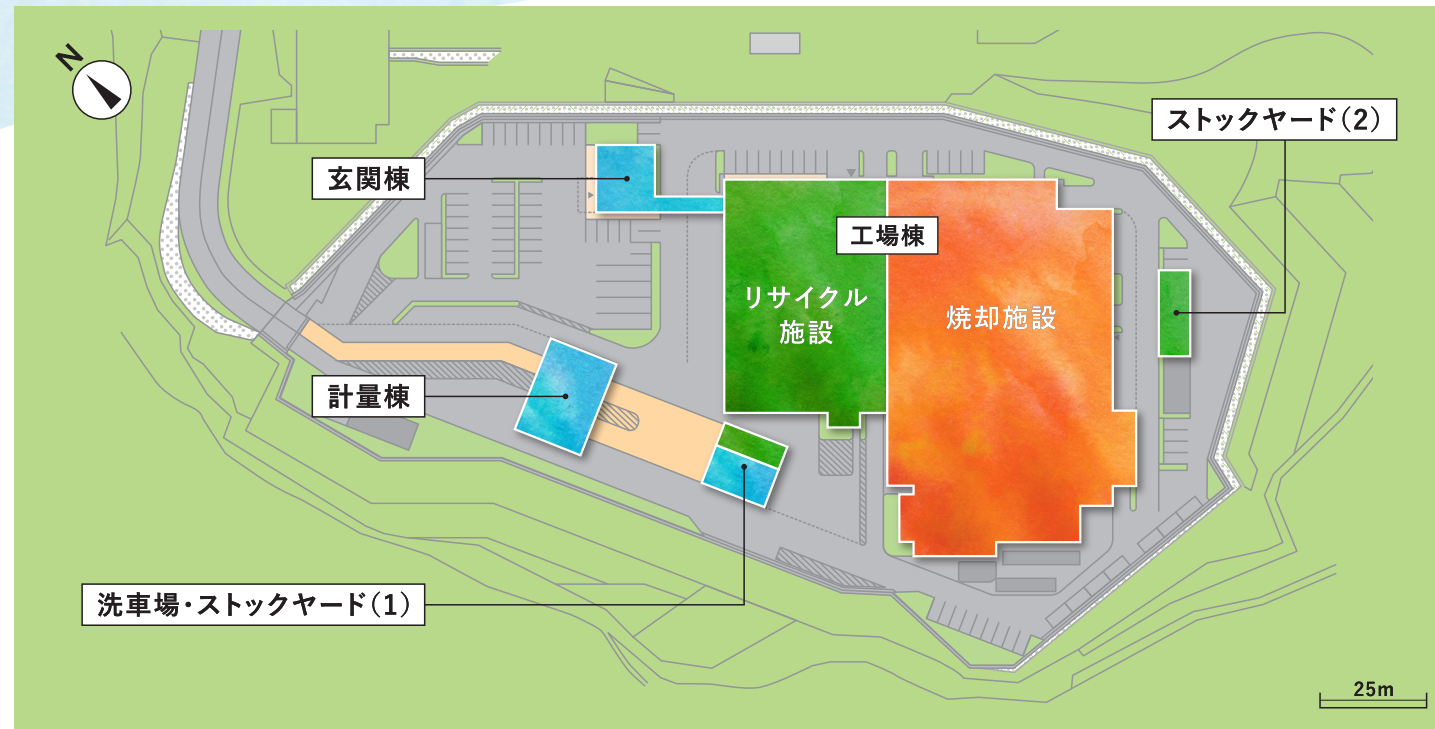 N
ストックヤード(2)
玄関棟
工場棟
リサイクル
施設
焼却施設
計量棟
洗車場・ストックヤード(1)
25m